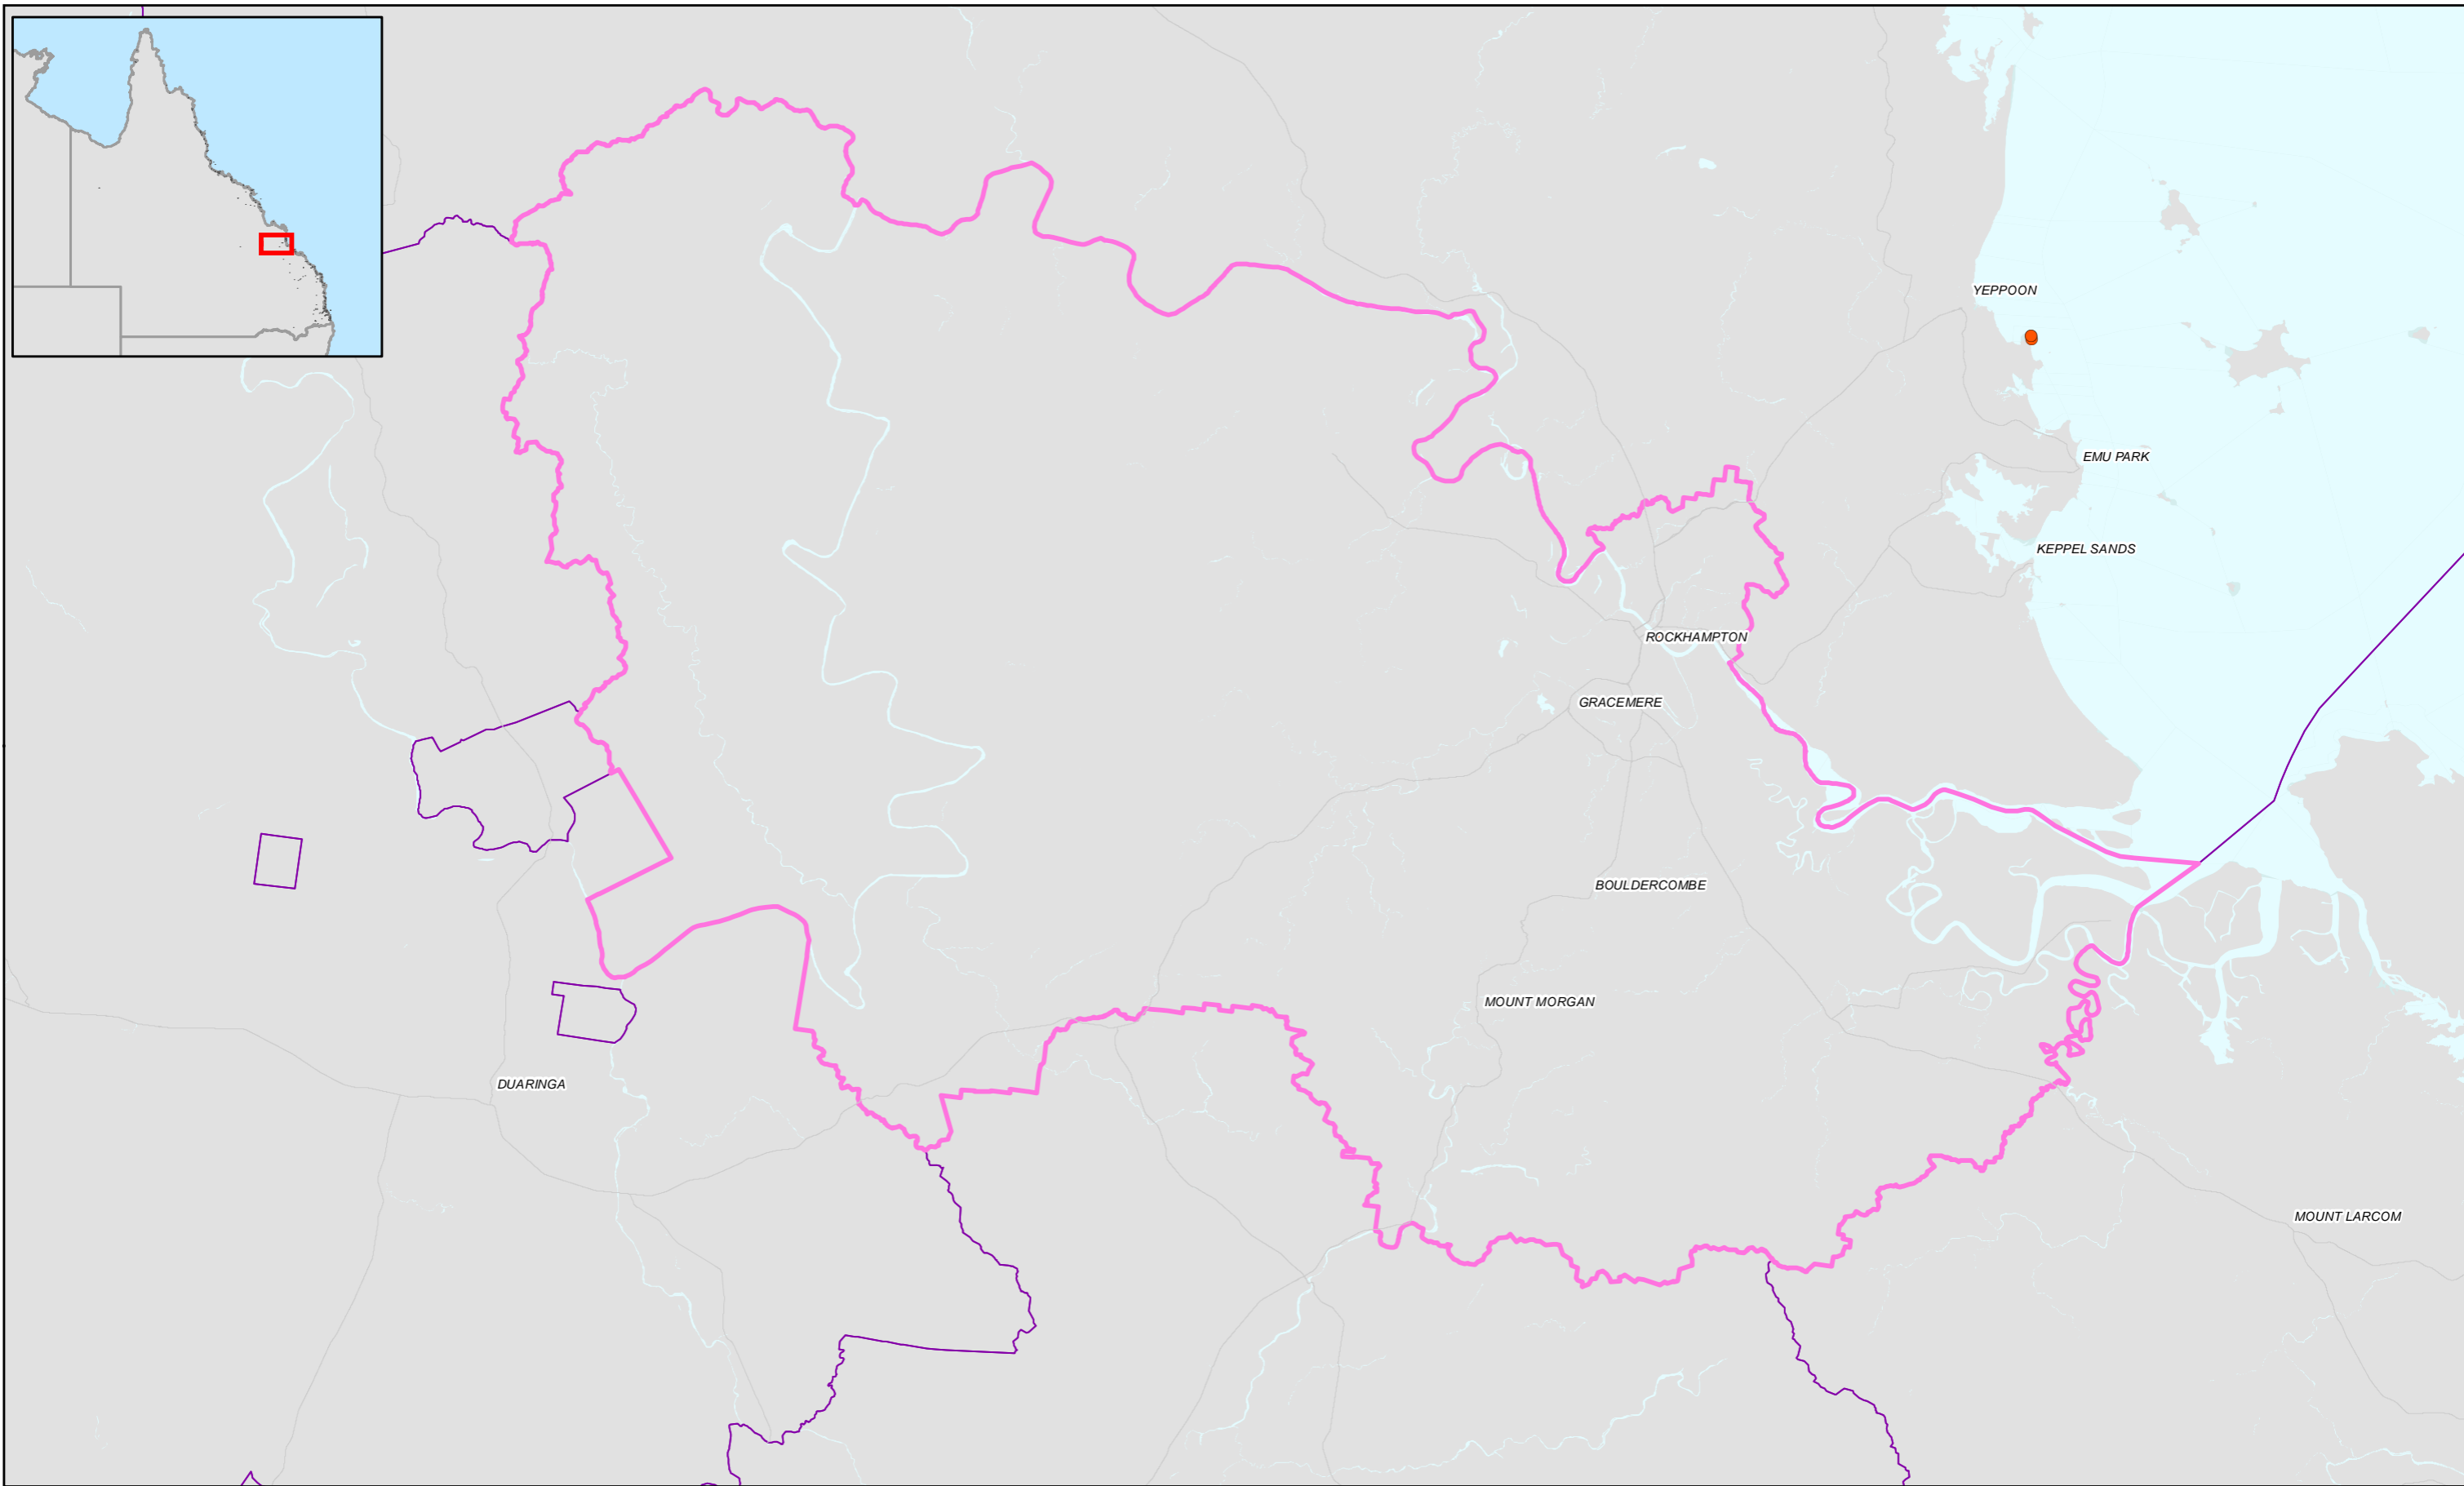 YEPPOON
EMU PARK
KEPPEL SANDS
ROCKHAMPTON
GRACEMERE
BOULDERCOMBE
MOUNT MORGAN
DUARINGA
MOUNT LARCOM